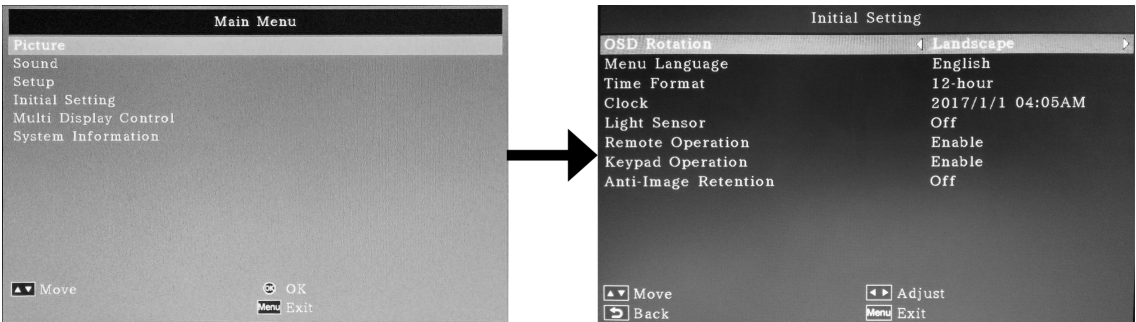 Main Menu
Picture
Sound
Setup
Initial Setting
Multi Display Control
System Information
Move
OK OK
Menu Exit
Initial Setting
OSD Rotation Landscape
Menu Language English
Time Format 12-hour
Clock 2017/1/1 04:05AM
Light Sensor Off
Remote Operation Enable
Keypad Operation Enable
Anti-Image Retention Off
Move Adjust
Back Menu Exit